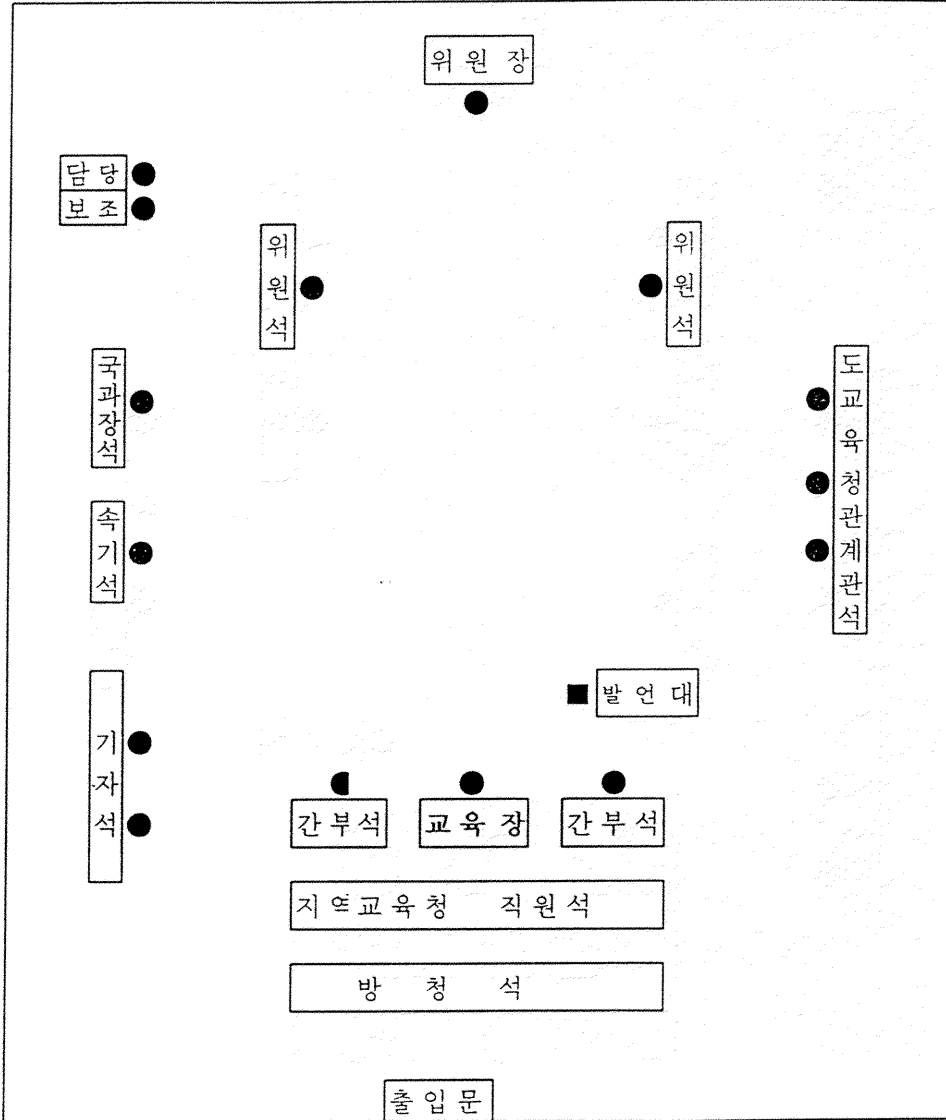 위원장
담당
보조
위원석
위원석
국과장석
도교육청관계관석
속기석
발언대
기자석
간부석
교육장
간부석
지역교육청 직원석
방청석
출입문